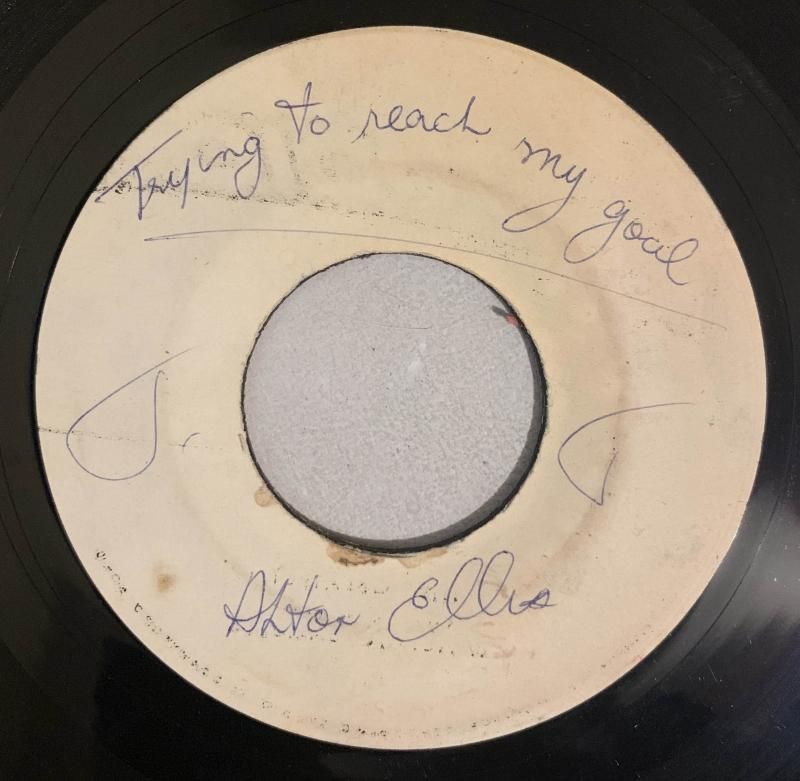 Trying to reach my goal
J.
Alton Ellis